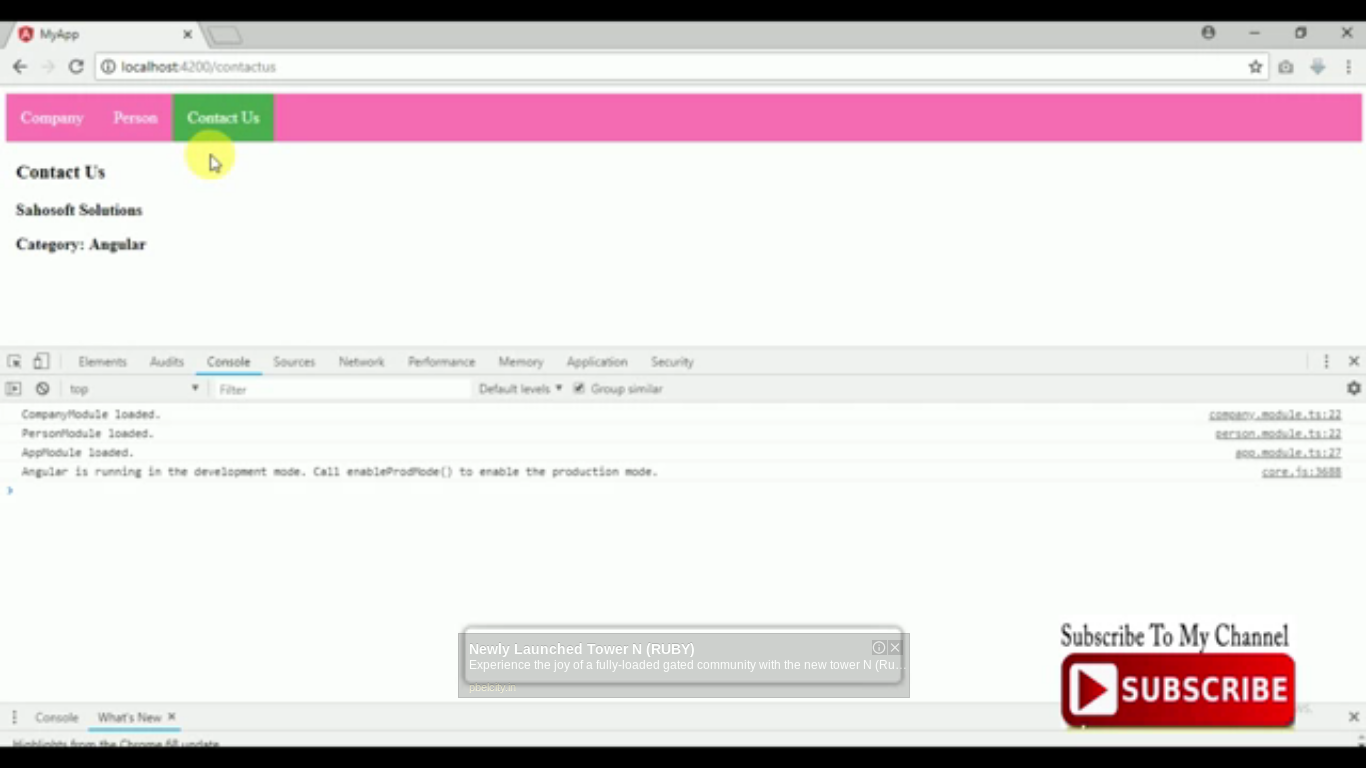 MyApp
localhost:4200/contactus
Company Person Contact Us
Contact Us
Sahosoft Solutions
Category: Angular
Elements Audits Console Sources Network Performance Memory Application Security
top Filter Default levels Group similar
CompanyModule loaded. company.module.ts:22
PersonModule loaded. person.module.ts:22
AppModule loaded. app.module.ts:27
Angular is running in the development mode. Call enableProdMode() to enable the production mode. core.js:3688
Newly Launched Tower N (RUBY)
Experience the joy of a fully-loaded gated community with the new tower N (Ru...
pbelcity.in
Subscribe To My Channel
SUBSCRIBE
Console What's New
Highlights from the Chrome 68 update